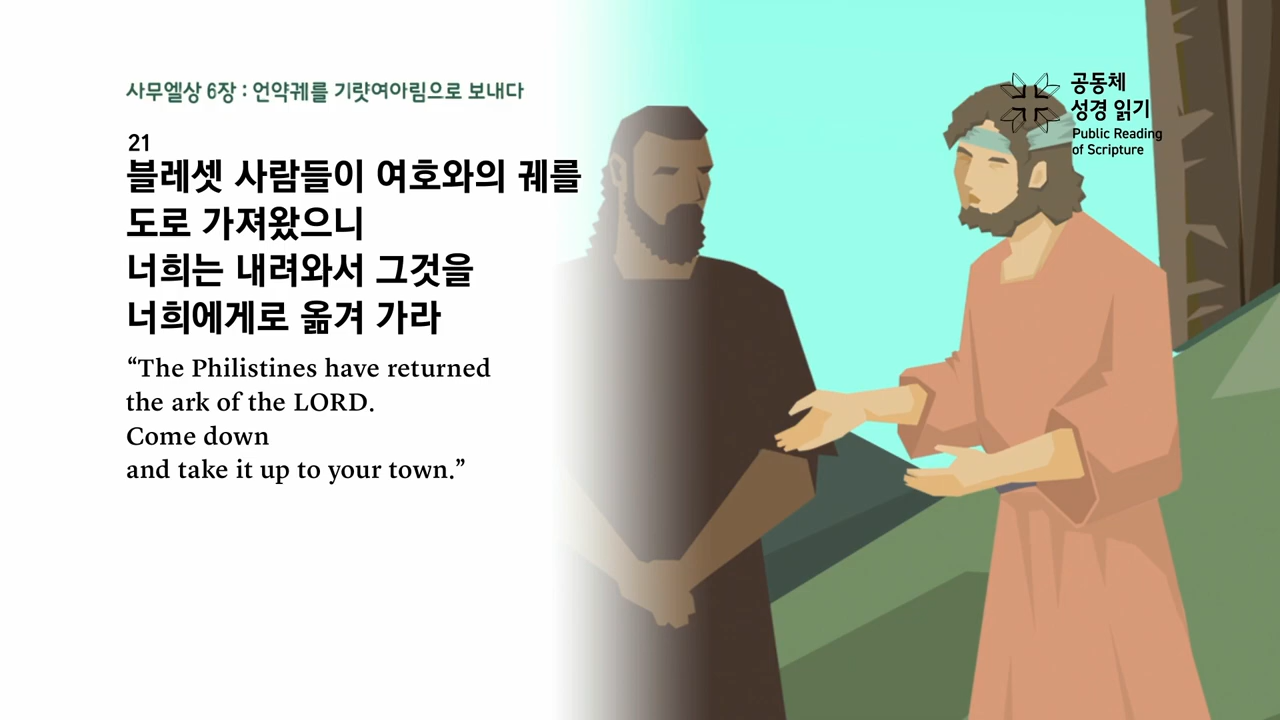 사무엘상 6장 : 언약궤를 기럇여아림으로 보내다
21
블레셋 사람들이 여호와의 궤를
도로 가져왔으니
너희는 내려와서 그것을
너희에게로 옮겨 가라
“The Philistines have returned
the ark of the LORD.
Come down
and take it up to your town.”
공동체
성경 읽기
Public Reading
of Scripture